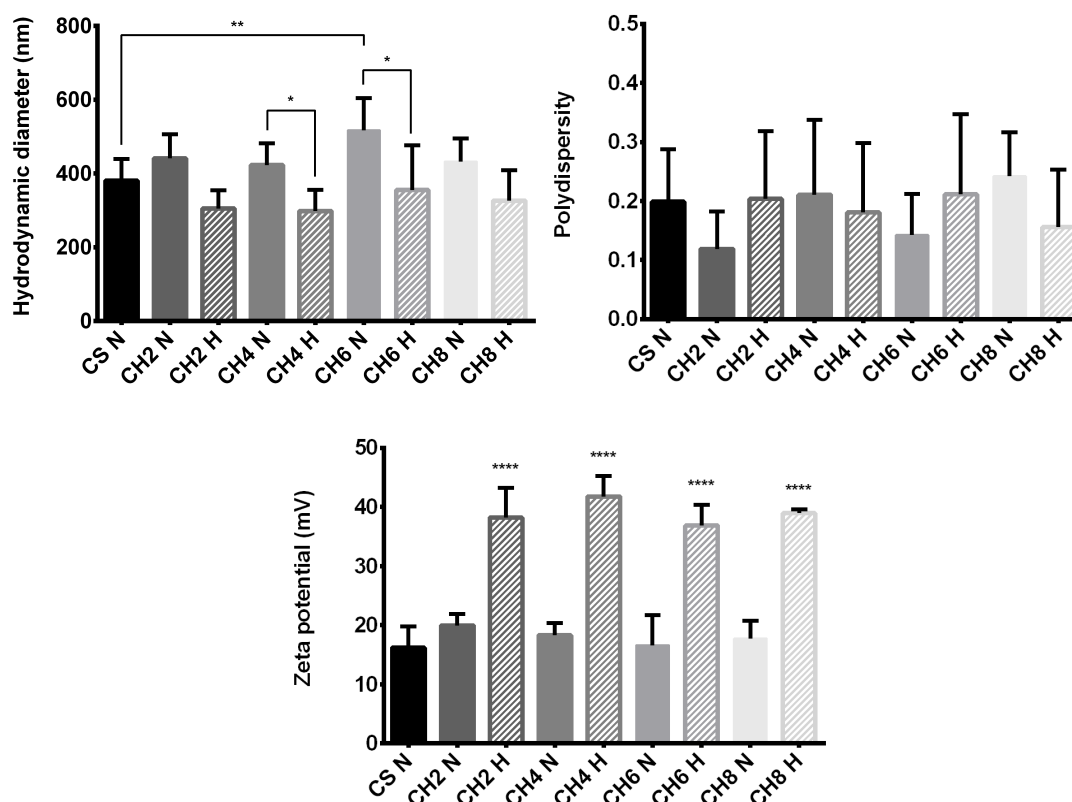 Hydrodynamic diameter (nm)
800
600
400
200
0
**
*
*
CS N
CH2 N
CH2 H
CH4 N
CH4 H
CH6 N
CH6 H
CH8 N
CH8 H
Polydispersity
0.5
0.4
0.3
0.2
0.1
0.0
CS N
CH2 N
CH2 H
CH4 N
CH4 H
CH6 N
CH6 H
CH8 N
CH8 H
Zeta potential (mV)
50
40
30
20
10
0
****
****
****
****
CS N
CH2 N
CH2 H
CH4 N
CH4 H
CH6 N
CH6 H
CH8 N
CH8 H